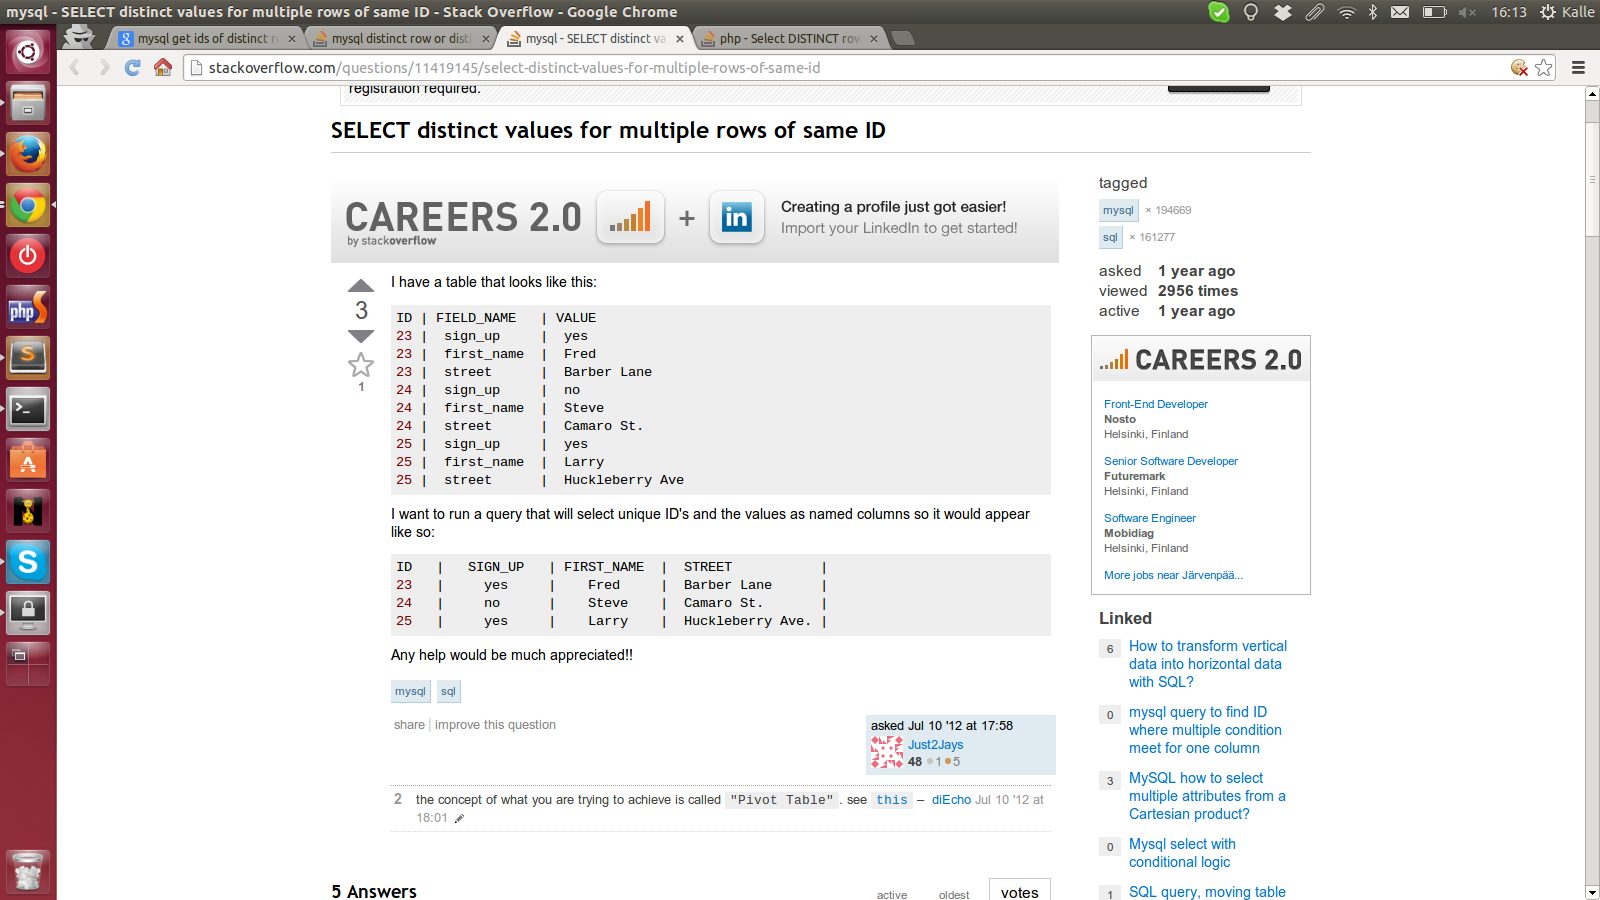 mysql - SELECT distinct values for multiple rows of same ID - Stack Overflow - Google Chrome
16:13 Kalle
mysql get ids of distinct r
mysql distinct row or disti
mysql - SELECT distinct va
php - Select DISTINCT row
stackoverflow.com/questions/11419145/select-distinct-values-for-multiple-rows-of-same-id
registration required.
SELECT distinct values for multiple rows of same ID
CAREERS 2.0
by stackoverflow
+
in
Creating a profile just got easier!
Import your LinkedIn to get started!
3
1
I have a table that looks like this:
ID | FIELD_NAME | VALUE
23 | sign_up | yes
23 | first_name | Fred
23 | street | Barber Lane
24 | sign_up | no
24 | first_name | Steve
24 | street | Camaro St.
25 | sign_up | yes
25 | first_name | Larry
25 | street | Huckleberry Ave
I want to run a query that will select unique ID's and the values as named columns so it would appear
like so:
ID | SIGN_UP | FIRST_NAME | STREET |
23 | yes | Fred | Barber Lane |
24 | no | Steve | Camaro St. |
25 | yes | Larry | Huckleberry Ave. |
Any help would be much appreciated!!
mysql sql
share | improve this question
asked Jul 10 '12 at 17:58
Just2Jays
48 1 5
2 the concept of what you are trying to achieve is called "Pivot Table". see this – diEcho Jul 10 '12 at
18:01
5 Answers
active oldest votes
tagged
mysql × 194669
sql × 161277
asked 1 year ago
viewed 2956 times
active 1 year ago
CAREERS 2.0
Front-End Developer
Nosto
Helsinki, Finland
Senior Software Developer
Futuremark
Helsinki, Finland
Software Engineer
Mobidiag
Helsinki, Finland
More jobs near Järvenpää...
Linked
6 How to transform vertical
data into horizontal data
with SQL?
0 mysql query to find ID
where multiple condition
meet for one column
3 MySQL how to select
multiple attributes from a
Cartesian product?
0 Mysql select with
conditional logic
1 SQL query, moving table
php S
S
>_
A
S